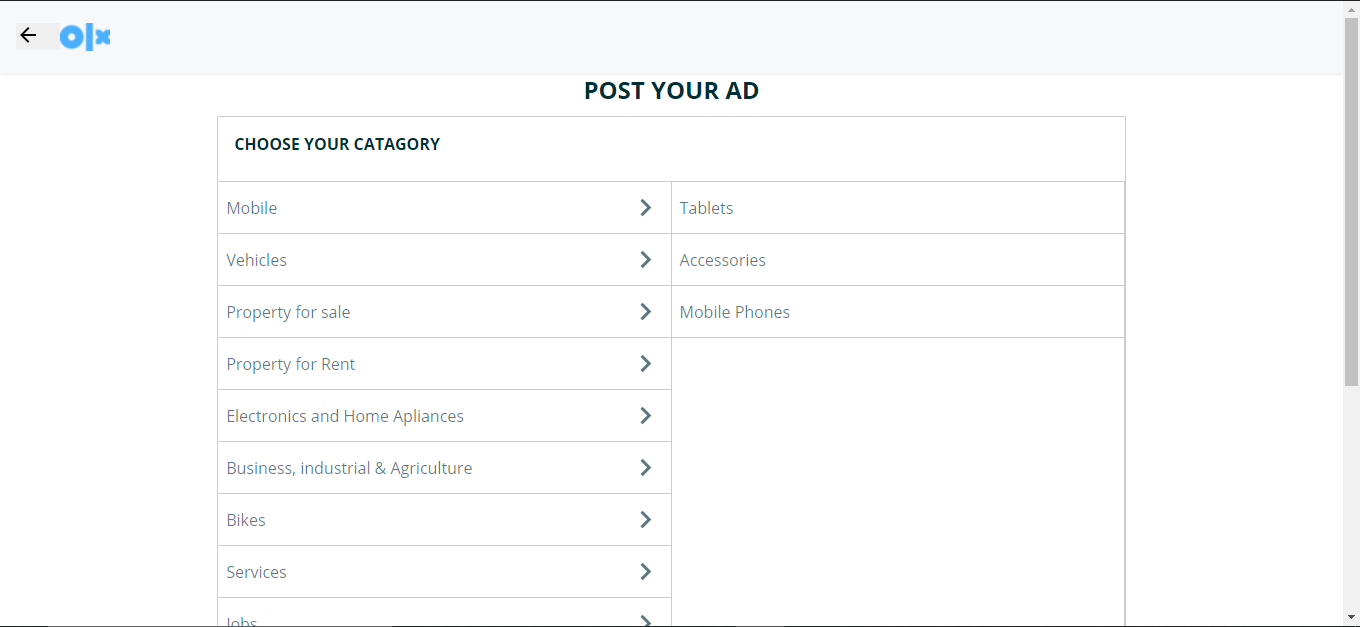 olx
POST YOUR AD
CHOOSE YOUR CATAGORY
Mobile
Tablets
Vehicles
Accessories
Property for sale
Mobile Phones
Property for Rent
Electronics and Home Apliances
Business, industrial & Agriculture
Bikes
Services
Jobs